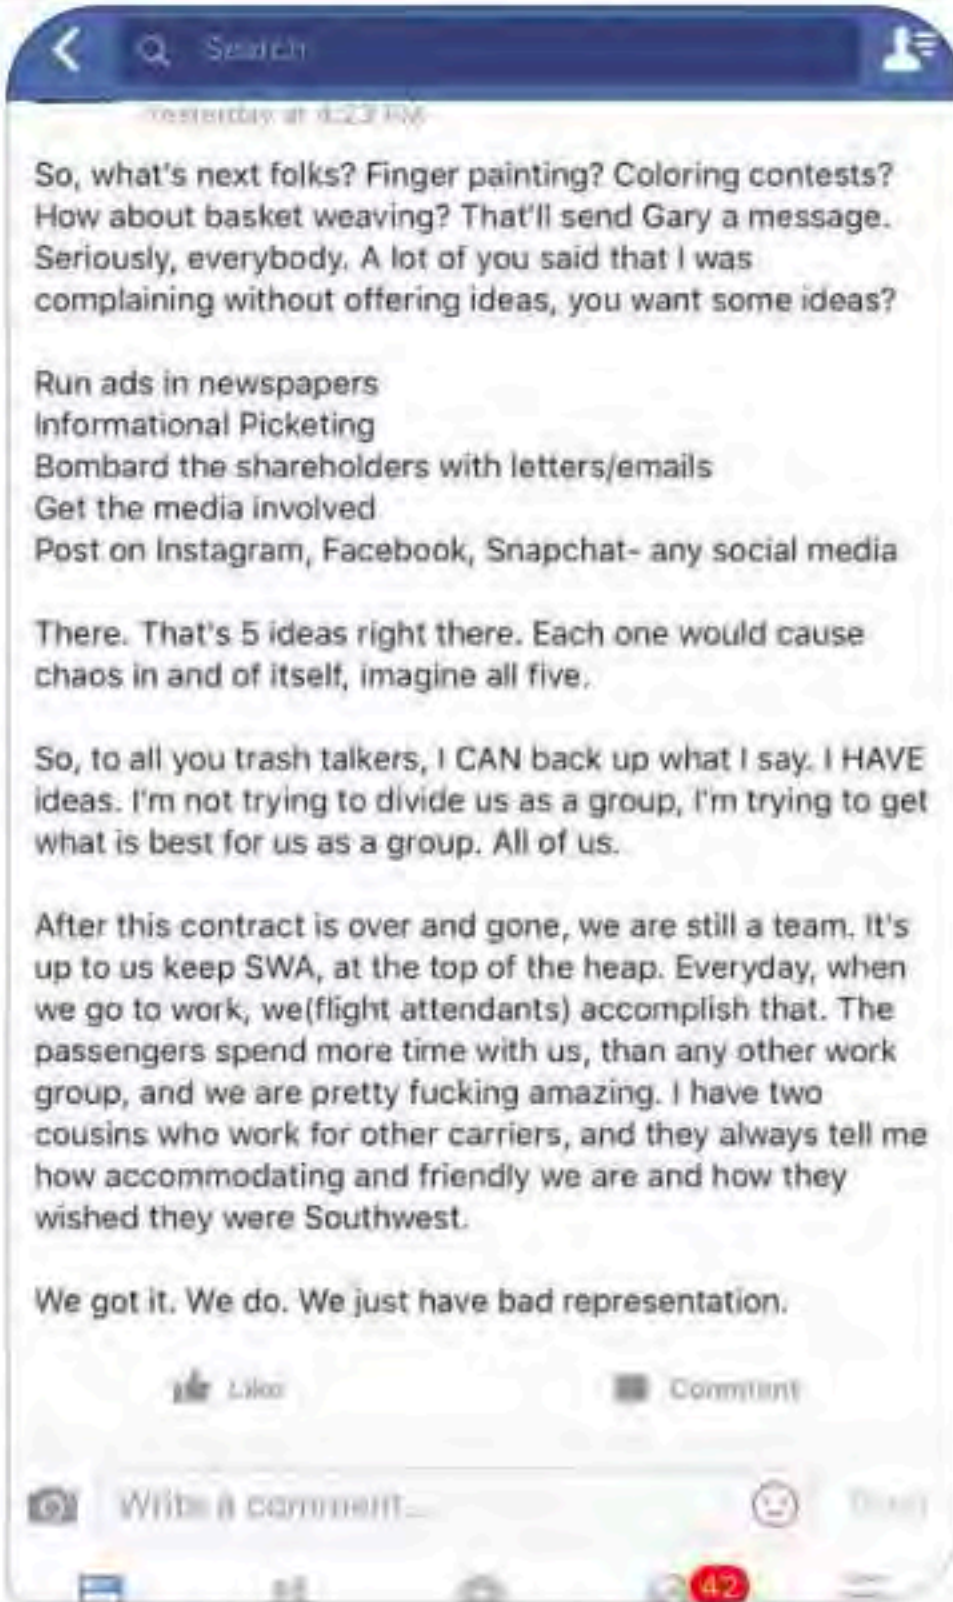 Search
Yesterday at 4:23 PM
So, what's next folks? Finger painting? Coloring contests?
How about basket weaving? That'll send Gary a message.
Seriously, everybody. A lot of you said that I was
complaining without offering ideas, you want some ideas?
Run ads in newspapers
Informational Picketing
Bombard the shareholders with letters/emails
Get the media involved
Post on Instagram, Facebook, Snapchat- any social media
There. That's 5 ideas right there. Each one would cause
chaos in and of itself, imagine all five.
So, to all you trash talkers, I CAN back up what I say. I HAVE
ideas. I'm not trying to divide us as a group, I'm trying to get
what is best for us as a group. All of us.
After this contract is over and gone, we are still a team. It's
up to us keep SWA, at the top of the heap. Everyday, when
we go to work, we(flight attendants) accomplish that. The
passengers spend more time with us, than any other work
group, and we are pretty fucking amazing. I have two
cousins who work for other carriers, and they always tell me
how accommodating and friendly we are and how they
wished they were Southwest.
We got it. We do. We just have bad representation.
Like Comment
Write a comment...
42